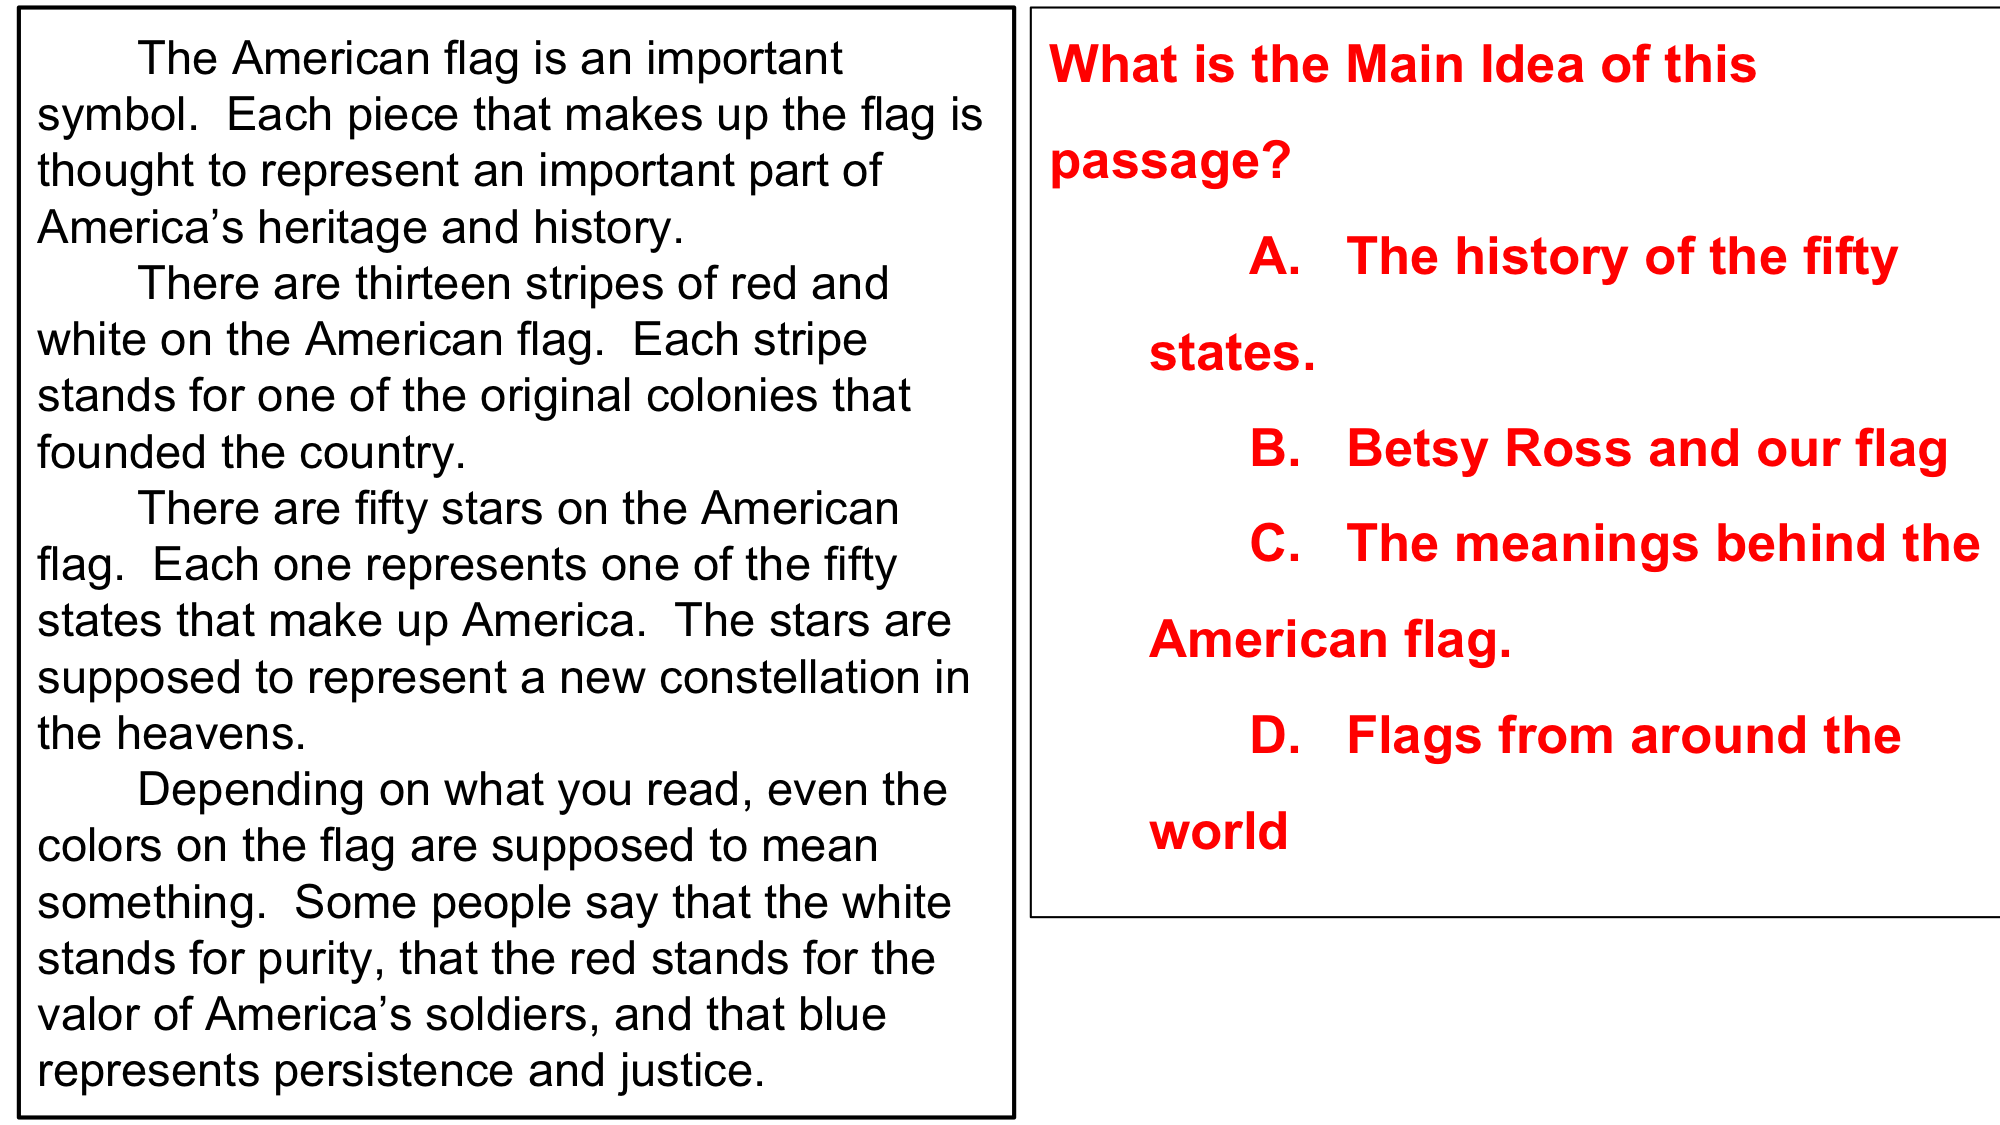 The American flag is an important
symbol.  Each piece that makes up the flag is
thought to represent an important part of
America’s heritage and history.
There are thirteen stripes of red and
white on the American flag.  Each stripe
stands for one of the original colonies that
founded the country.
There are fifty stars on the American
flag.  Each one represents one of the fifty
states that make up America.  The stars are
supposed to represent a new constellation in
the heavens.
Depending on what you read, even the
colors on the flag are supposed to mean
something.  Some people say that the white
stands for purity, that the red stands for the
valor of America’s soldiers, and that blue
represents persistence and justice.
What is the Main Idea of this
passage?
A.   The history of the fifty
states.
B.   Betsy Ross and our flag
C.   The meanings behind the
American flag.
D.   Flags from around the
world